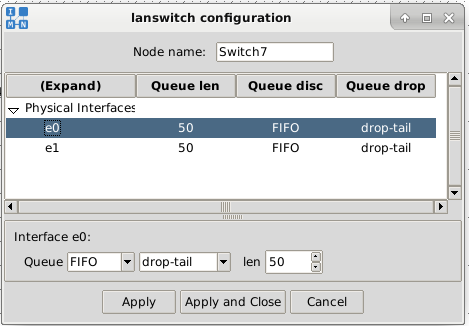 IMN
lanswitch configuration
Node name: Switch7
(Expand) Queue len Queue disc Queue drop
Physical Interfaces
e0 50 FIFO drop-tail
e1 50 FIFO drop-tail
Interface e0:
Queue FIFO drop-tail len 50
Apply Apply and Close Cancel